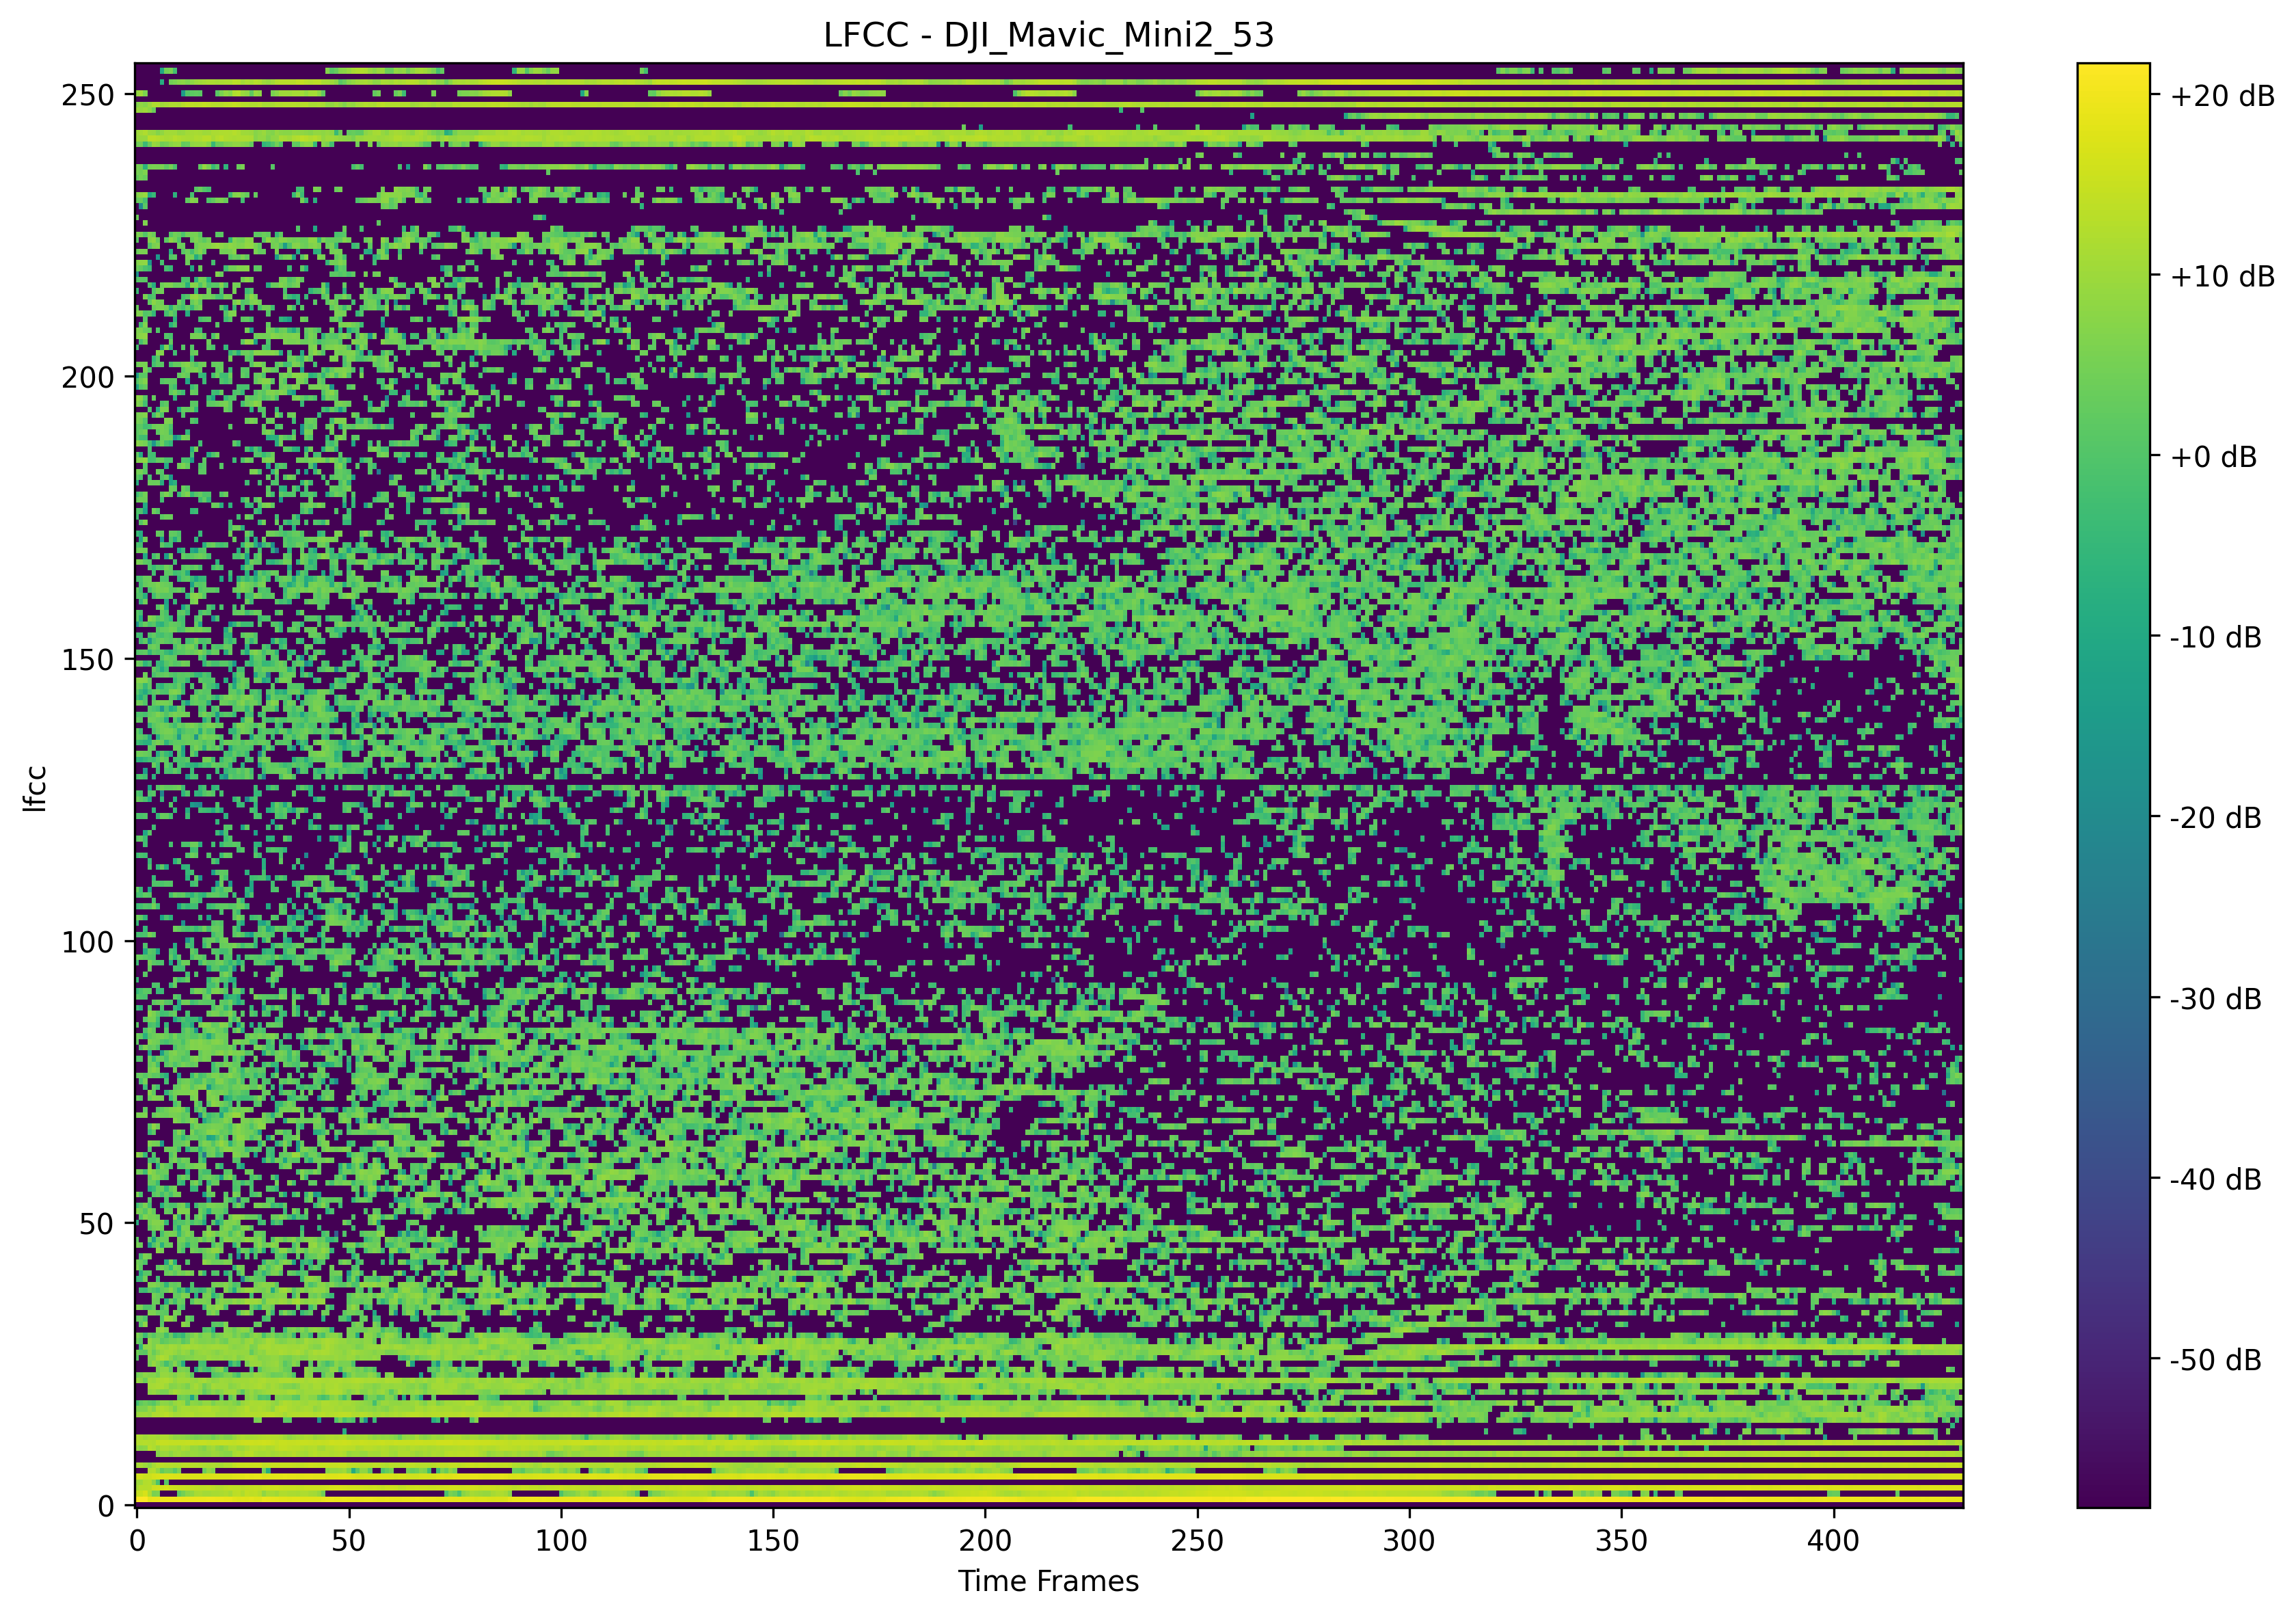 LFCC - DJI_Mavic_Mini2_53
250
200
150
100
50
0
lfcc
0 50 100 150 200 250 300 350 400
Time Frames
+20 dB
+10 dB
+0 dB
-10 dB
-20 dB
-30 dB
-40 dB
-50 dB